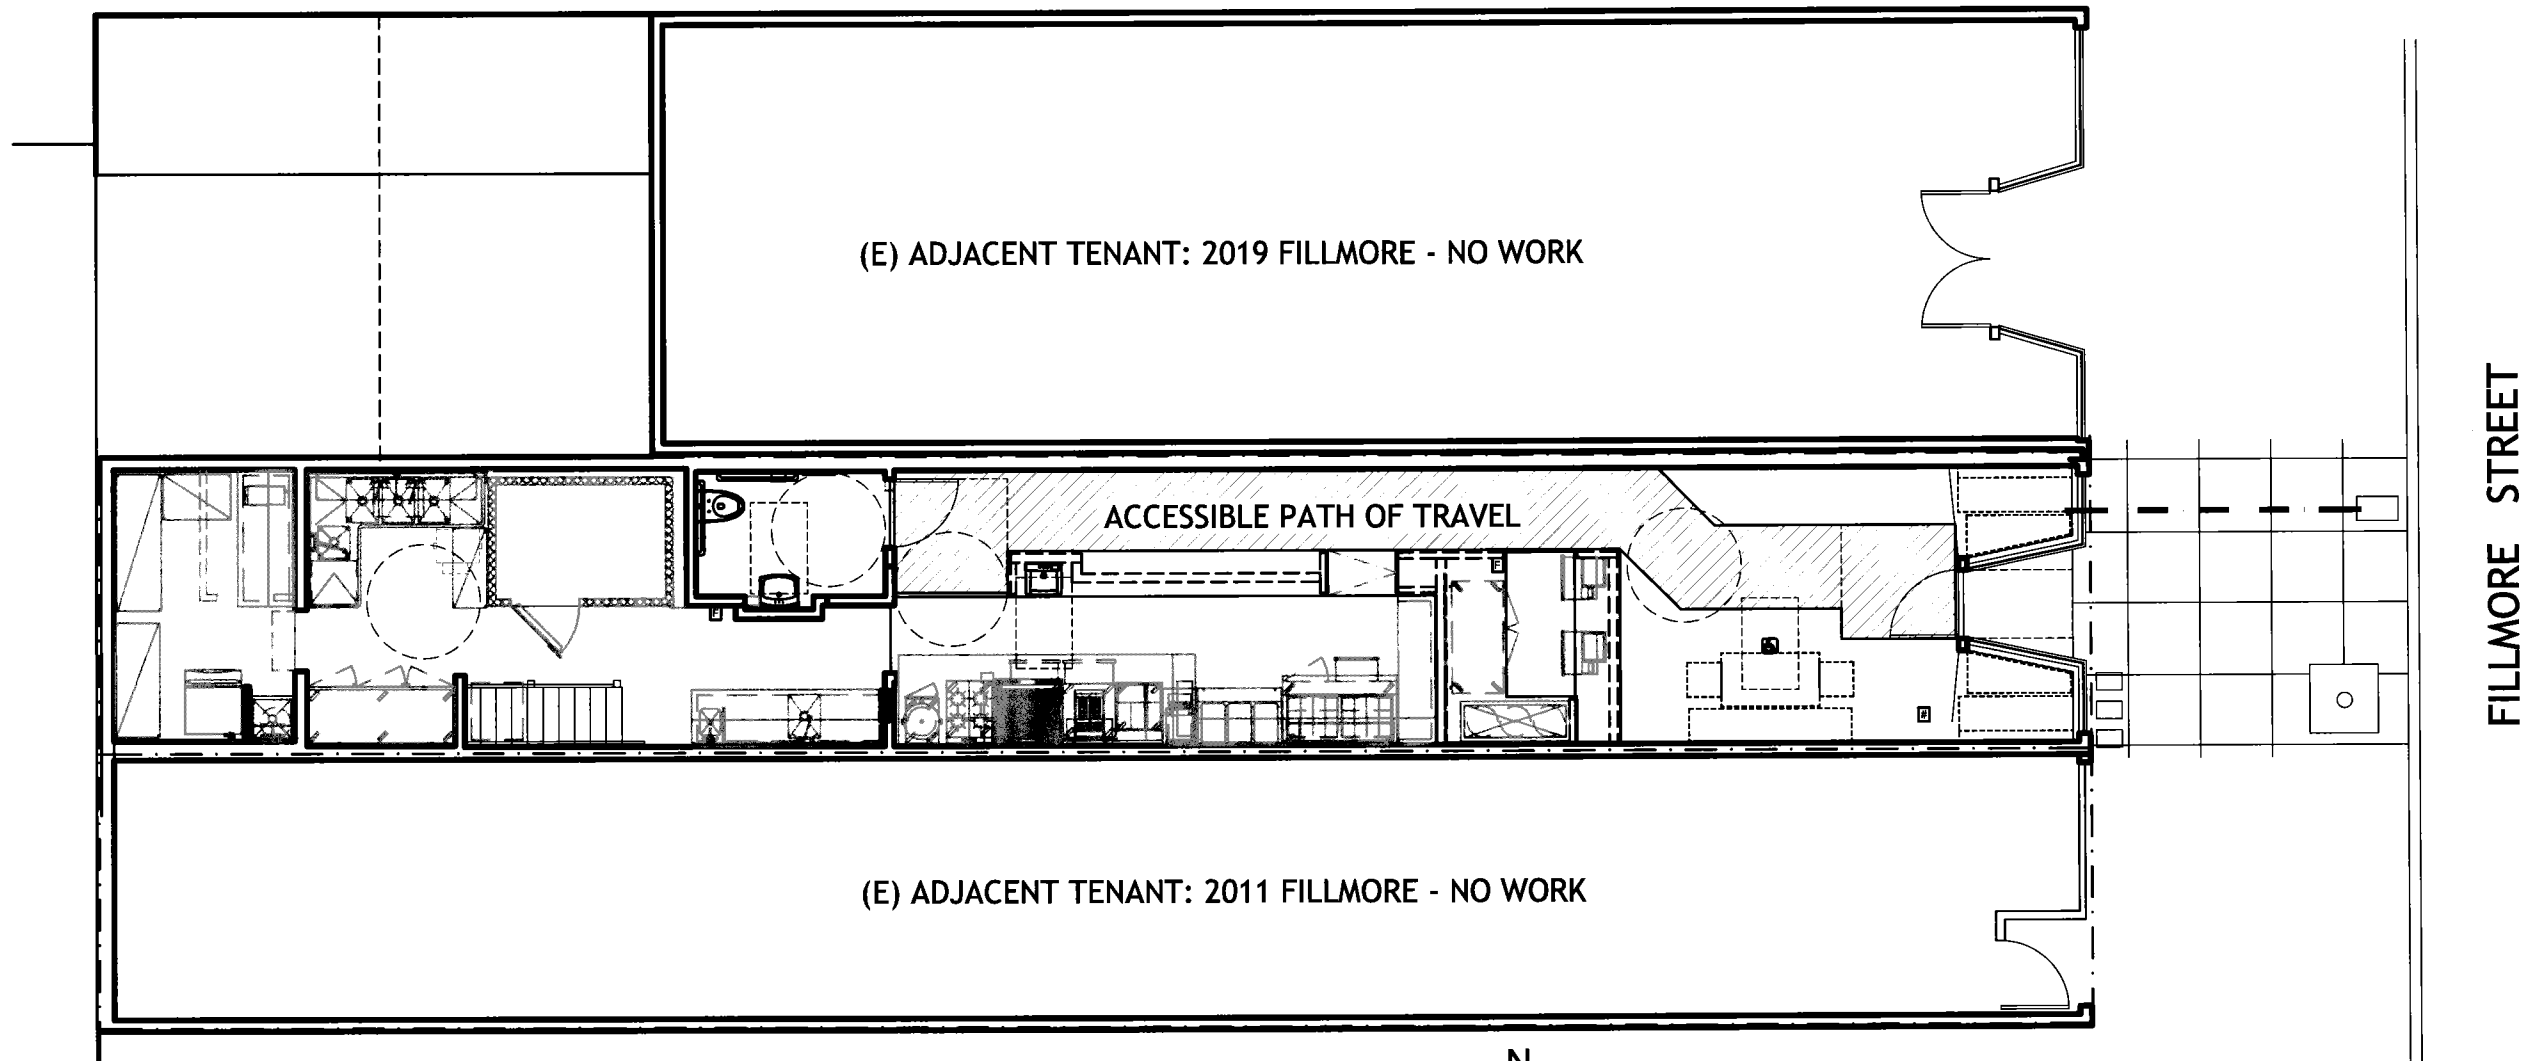 (E) ADJACENT TENANT: 2019 FILLMORE - NO WORK
ACCESSIBLE PATH OF TRAVEL
FILLMORE STREET
(E) ADJACENT TENANT: 2011 FILLMORE - NO WORK
N